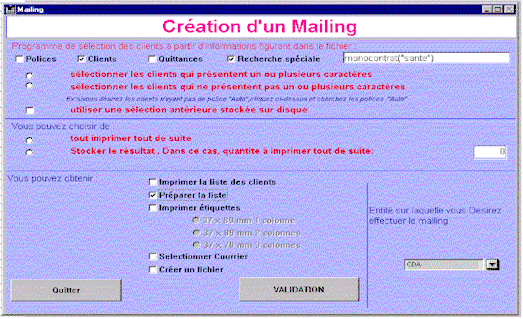 Mailing
Création d'un Mailing
Programme de sélection des clients à partir d'informations figurant dans le fichier :
Polices Clients Quittances Recherche spéciale monocontrat("sante")
sélectionner les clients qui présentent un ou plusieurs caractères
sélectionner les clients qui ne présentent pas un ou plusieurs caractères
désirez les clients n'ayant pas de police "Auto", cliquez ci-dessus et cherchez les polices "Auto"
utiliser une sélection antérieure stockée sur disque
Vous pouvez choisir de
tout imprimer tout de suite
Stocker le résultat . Dans ce cas, quantité à imprimer tout de suite: 0
Vous pouvez obtenir :
Imprimer la liste des clients
Préparer la liste
Imprimer étiquettes
37 x 89 mm 1 colonne
37 x 89 mm 2 colonnes
37 x 70 mm 3 colonnes
Selectionner Courrier
Créer un fichier
Entité sur laquelle vous Désirez
effectuer le mailing
CDA
Quitter
VALIDATION